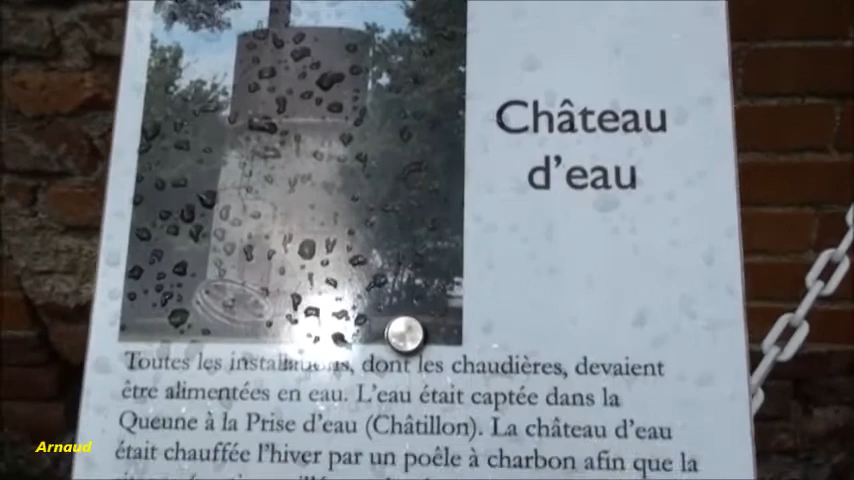 Château
d'eau
Toutes les installations, dont les chaudières, devaient
être alimentées en eau. L'eau était captée dans la
Queune à la Prise d'eau (Châtillon). La château d'eau
était chauffée l'hiver par un poêle à charbon afin que la
Arnaud